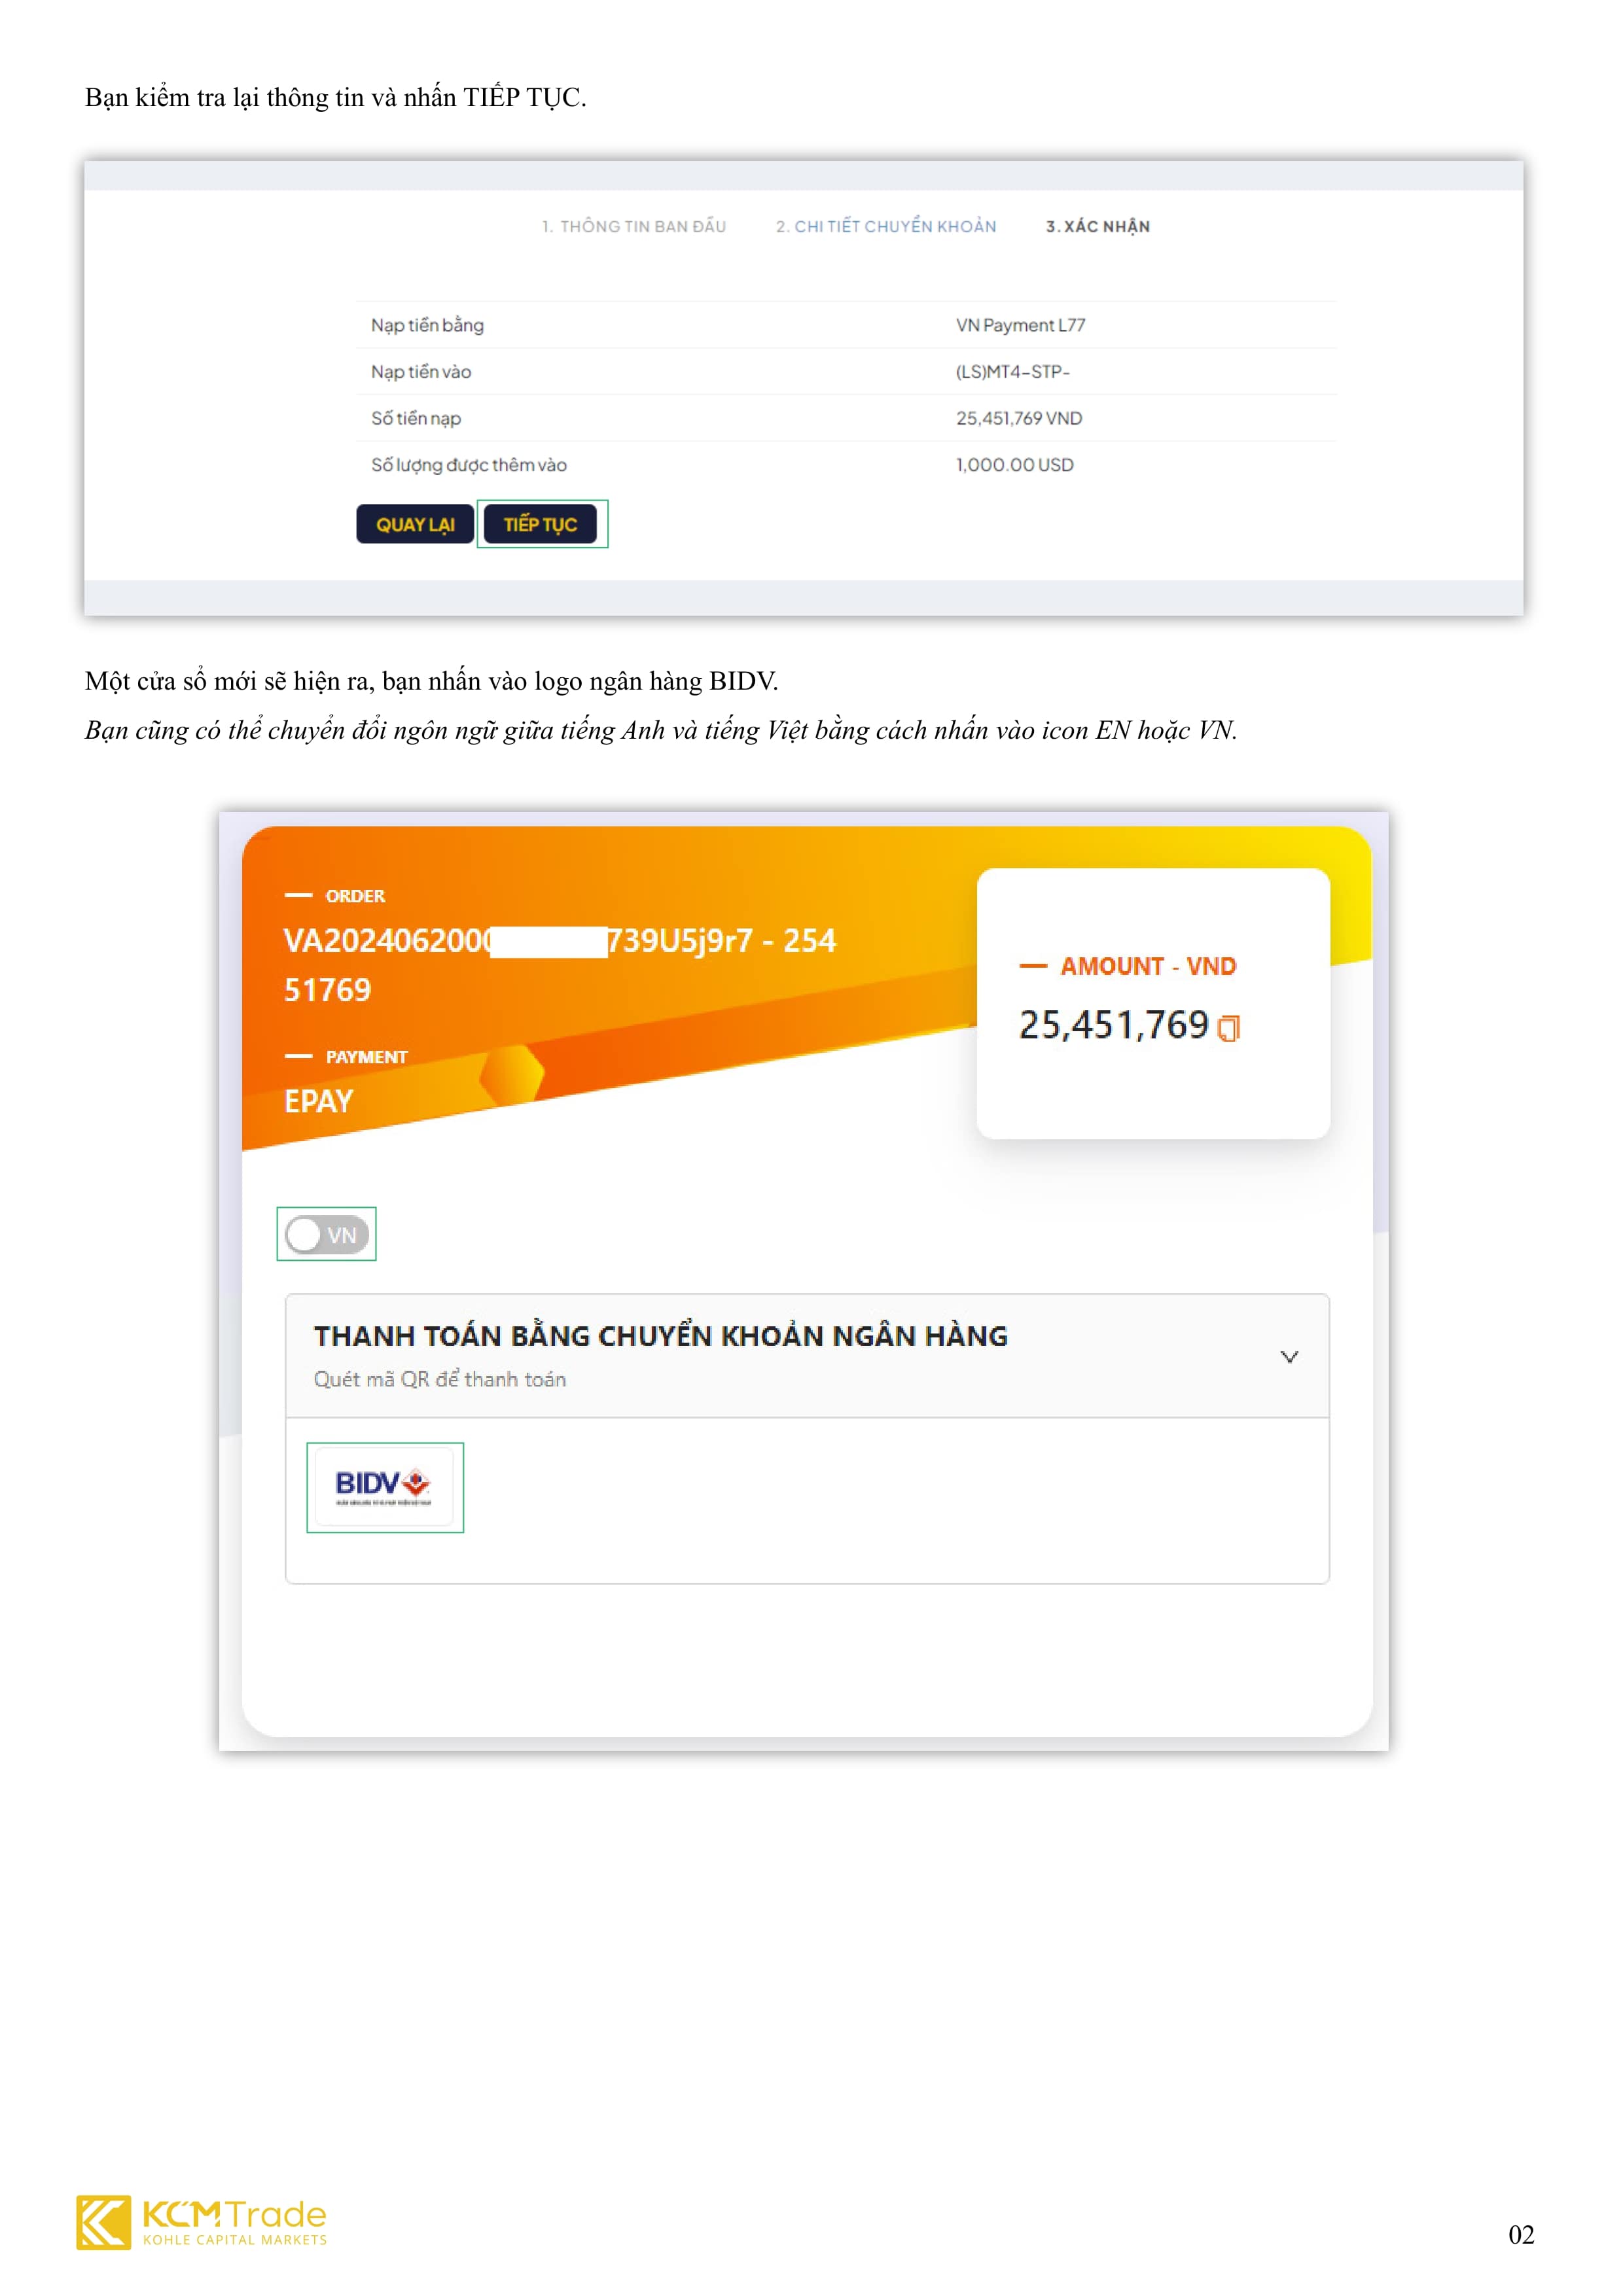 Bạn kiểm tra lại thông tin và nhấn TIẾP TỤC.
1. THÔNG TIN BAN ĐẦU 2. CHI TIẾT CHUYỂN KHOẢN 3. XÁC NHẬN
Nạp tiền bằng VN Payment L77
Nạp tiền vào (LS)MT4-STP-
Số tiền nạp 25,451,769 VND
Số lượng được thêm vào 1,000.00 USD
QUAY LẠI TIẾP TỤC
Một cửa sổ mới sẽ hiện ra, bạn nhấn vào logo ngân hàng BIDV.
Bạn cũng có thể chuyển đổi ngôn ngữ giữa tiếng Anh và tiếng Việt bằng cách nhấn vào icon EN hoặc VN.
ORDER
VA2024062000 739U5j9r7 - 254
51769
PAYMENT
EPAY
AMOUNT - VND
25,451,769
VN
THANH TOÁN BẰNG CHUYỂN KHOẢN NGÂN HÀNG
Quét mã QR để thanh toán
BIDV
KCMTrade
KOHLE CAPITAL MARKETS
02